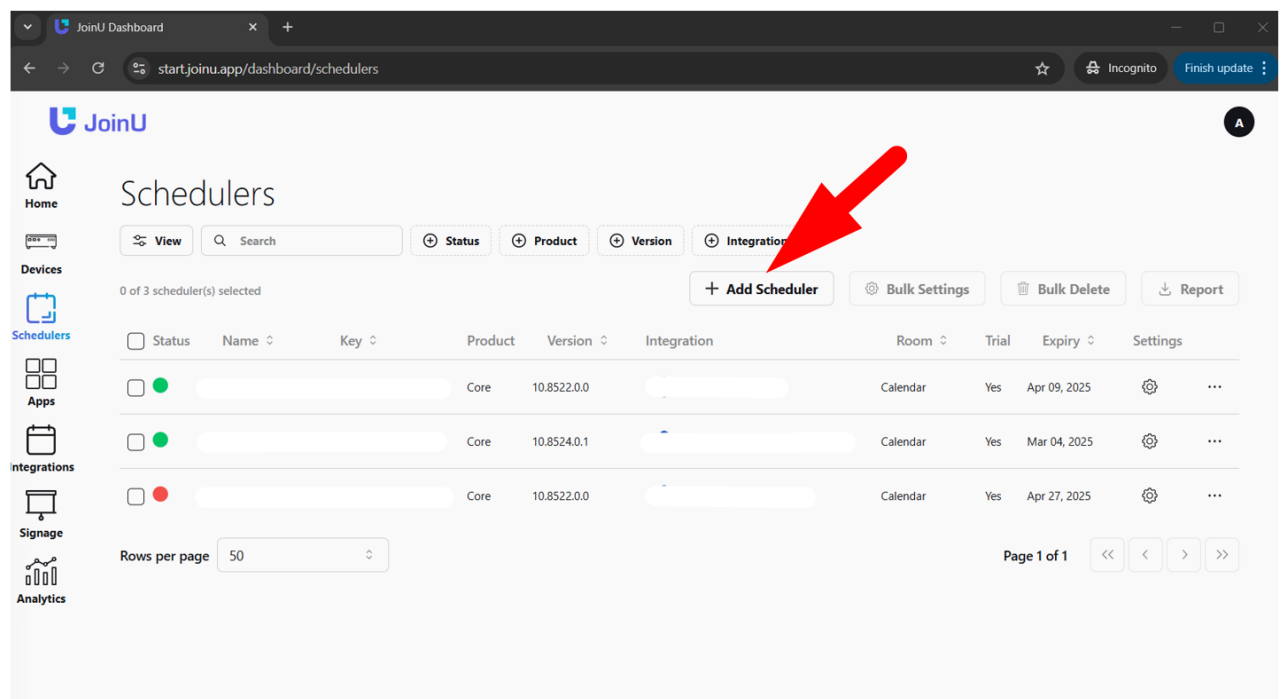 JoinU Dashboard
start.joinu.app/dashboard/schedulers
Incognito
Finish update
JoinU
A
Home
Devices
Schedulers
Apps
Integrations
Signage
Analytics
Schedulers
View
Search
Status
Product
Version
Integration
0 of 3 scheduler(s) selected
Add Scheduler
Bulk Settings
Bulk Delete
Report
Status Name Key Product Version Integration Room Trial Expiry Settings
Core 10.8522.0.0 Calendar Yes Apr 09, 2025
Core 10.8524.0.1 Calendar Yes Mar 04, 2025
Core 10.8522.0.0 Calendar Yes Apr 27, 2025
Rows per page 50
Page 1 of 1